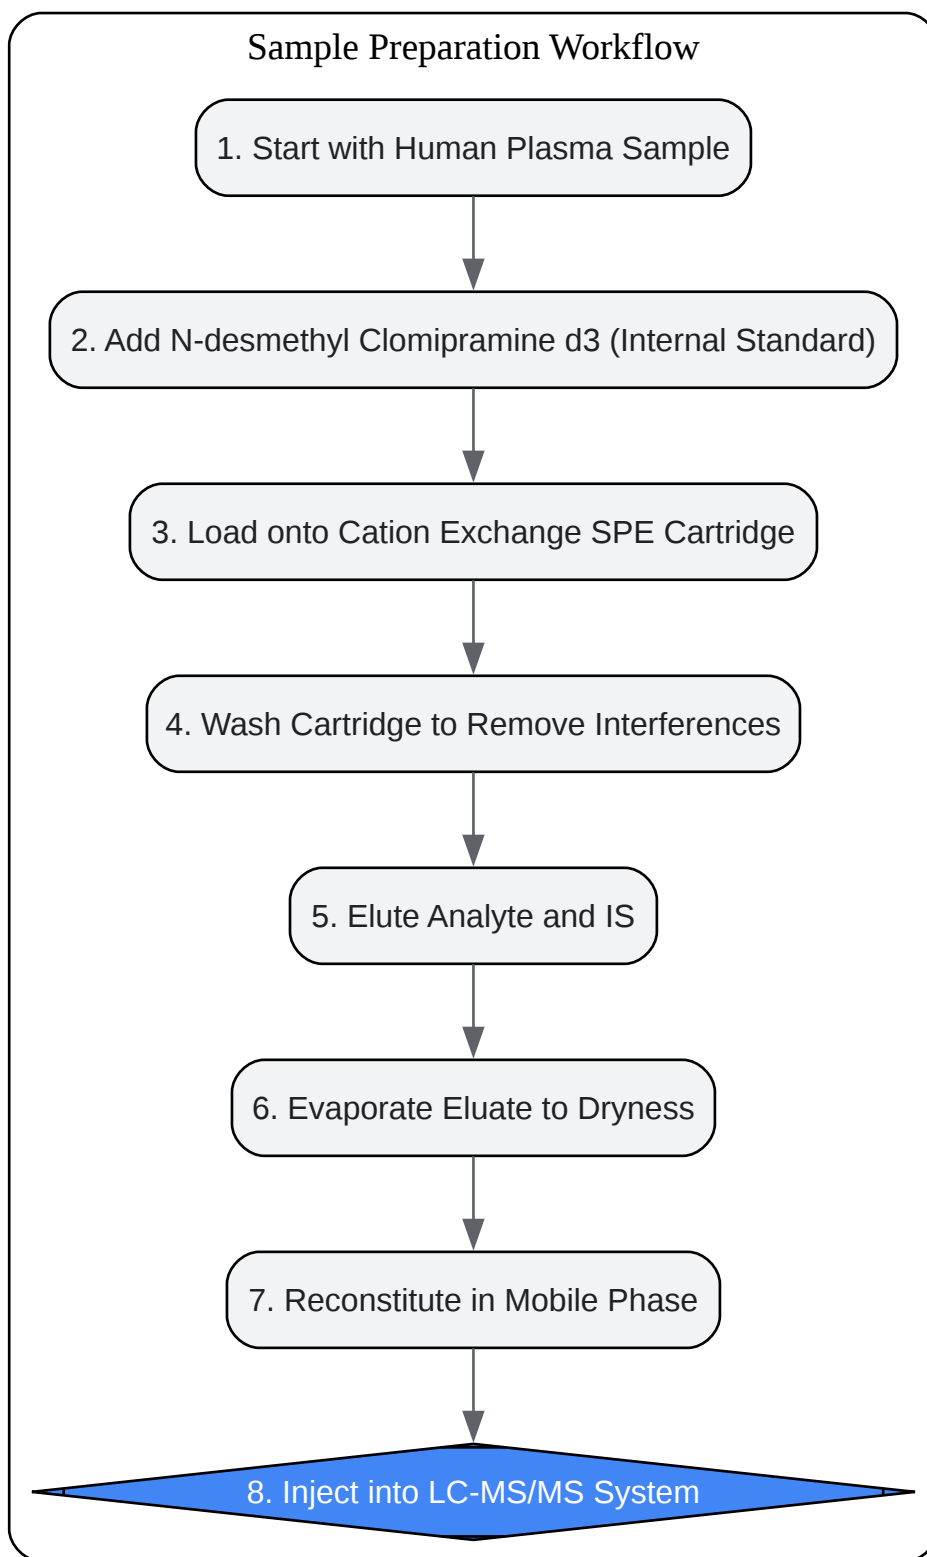 Sample Preparation Workflow
1. Start with Human Plasma Sample
2. Add N-desmethyl Clomipramine d3 (Internal Standard)
3. Load onto Cation Exchange SPE Cartridge
4. Wash Cartridge to Remove Interferences
5. Elute Analyte and IS
6. Evaporate Eluate to Dryness
7. Reconstitute in Mobile Phase
8. Inject into LC-MS/MS System